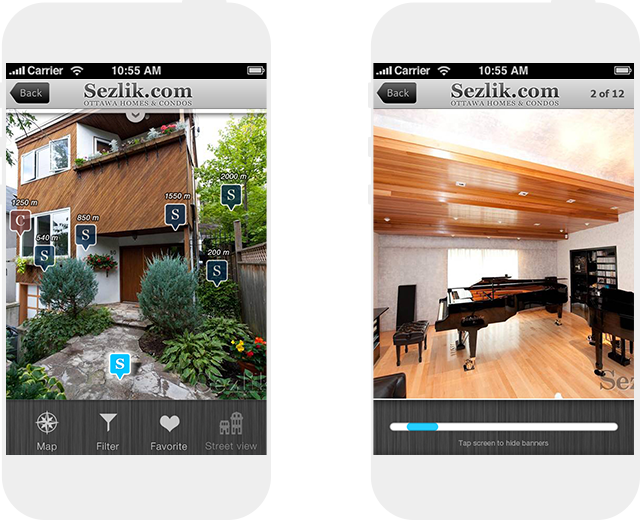 Carrier 10:55 AM
Back
Sezlik.com
OTTAWA HOMES & CONDOS
2000 m
S
1550 m
S
1250 m
C
850 m
S
540 m
S
200 m
S
S
Map
Filter
Favorite
Street view
Carrier 10:55 AM
Back
Sezlik.com
OTTAWA HOMES & CONDOS
2 of 12
Tap screen to hide banners